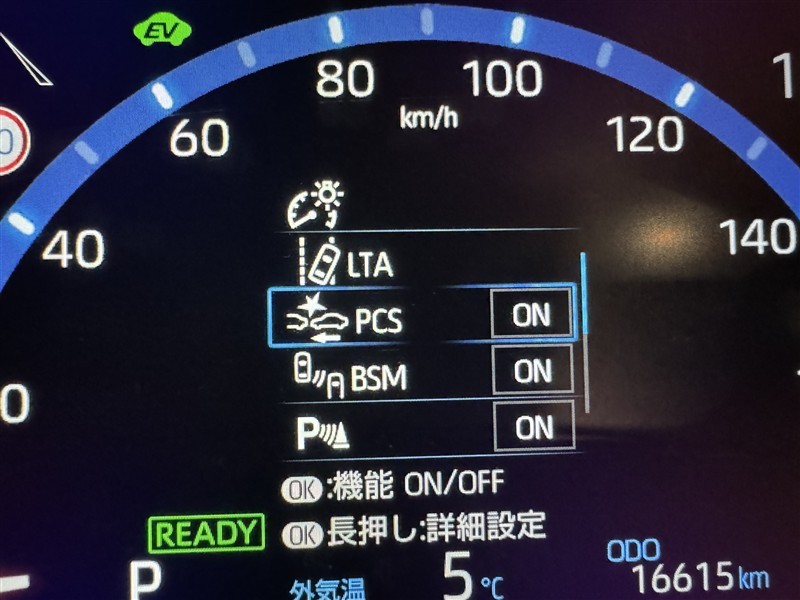 EV
80
100
60
km/h
120
40
140
LTA
PCS ON
BSM ON
P ON
OK:機能 ON/OFF
OK長押し:詳細設定
READY
P
外気温 5℃
ODO
16615km